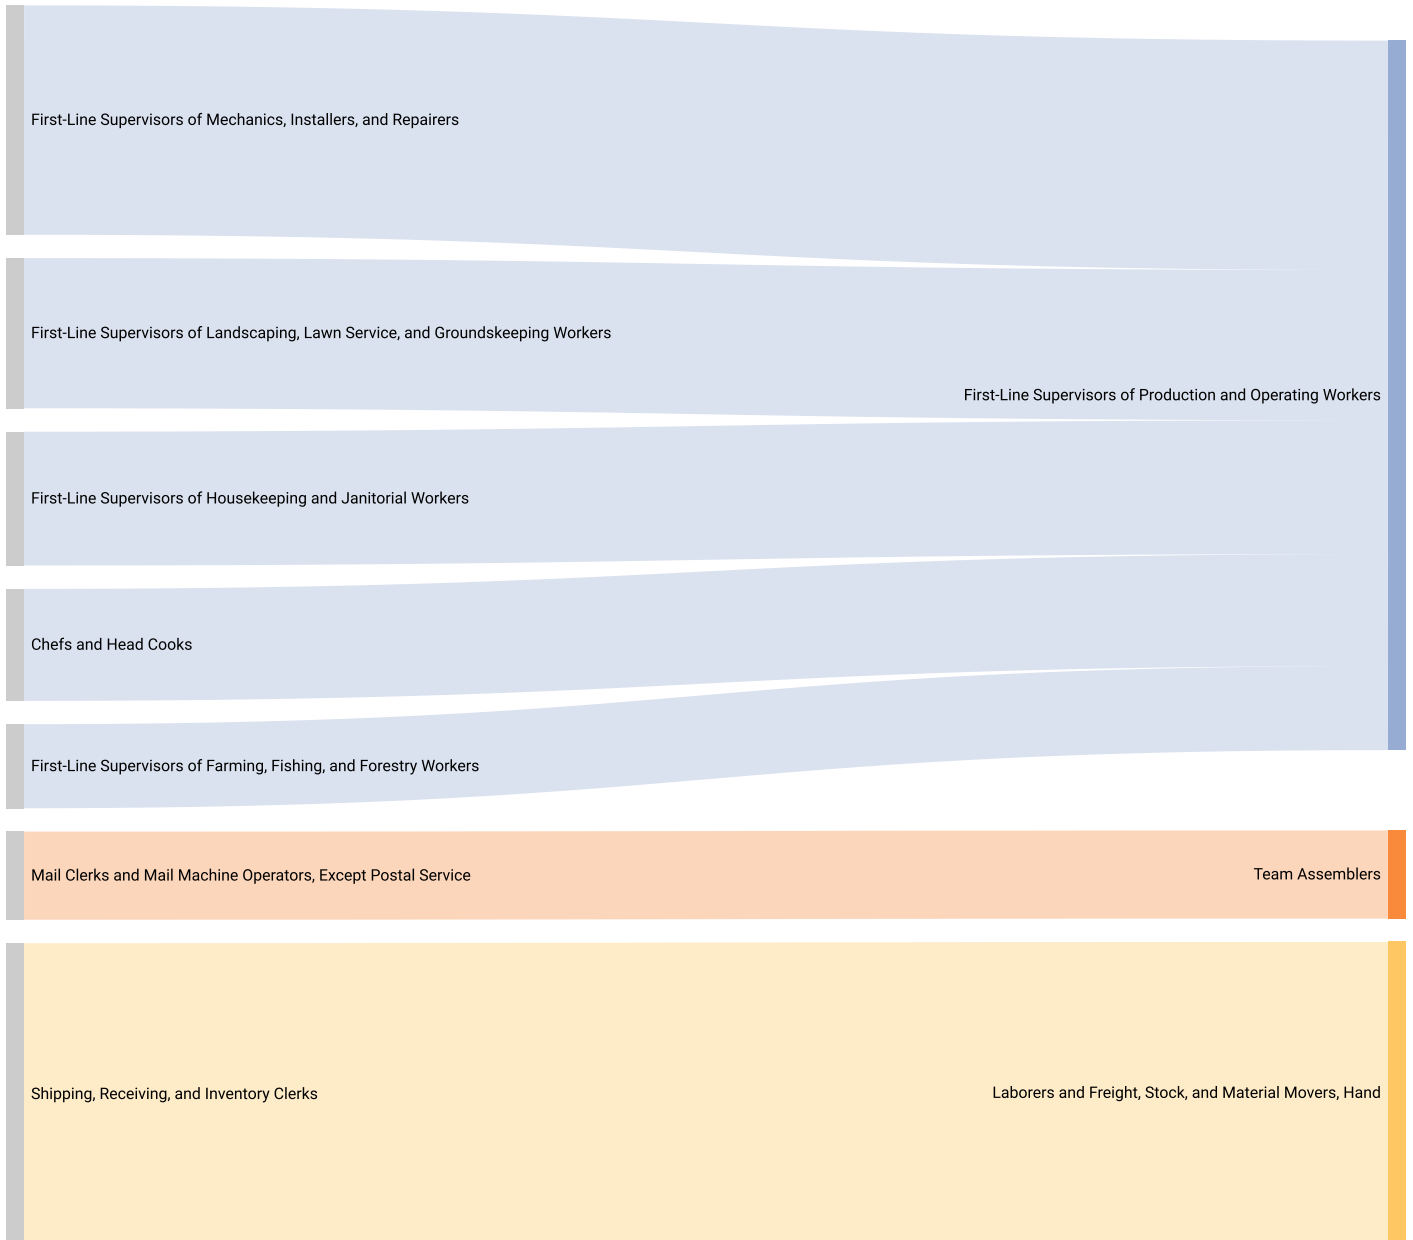 First-Line Supervisors of Mechanics, Installers, and Repairers
First-Line Supervisors of Landscaping, Lawn Service, and Groundskeeping Workers
First-Line Supervisors of Production and Operating Workers
First-Line Supervisors of Housekeeping and Janitorial Workers
Chefs and Head Cooks
First-Line Supervisors of Farming, Fishing, and Forestry Workers
Mail Clerks and Mail Machine Operators, Except Postal Service
Team Assemblers
Shipping, Receiving, and Inventory Clerks
Laborers and Freight, Stock, and Material Movers, Hand